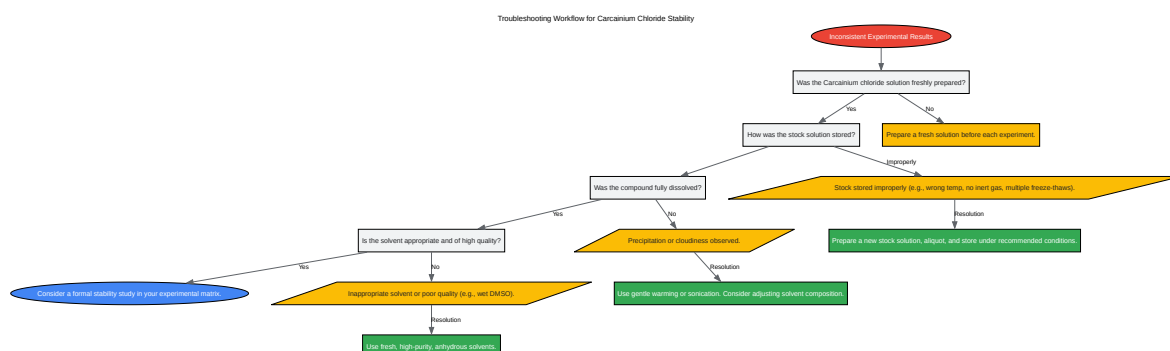 Troubleshooting Workflow for Carcainium Chloride Stability
Inconsistent Experimental Results
Was the Carcainium chloride solution freshly prepared?
Yes
No
How was the stock solution stored?
Prepare a fresh solution before each experiment.
Improperly
Was the compound fully dissolved?
Stock stored improperly (e.g., wrong temp, no inert gas, multiple freeze-thaws).
Yes
No
Resolution
Is the solvent appropriate and of high quality?
Precipitation or cloudiness observed.
Prepare a new stock solution, aliquot, and store under recommended conditions.
Yes
No
Resolution
Consider a formal stability study in your experimental matrix.
Inappropriate solvent or poor quality (e.g., wet DMSO).
Use gentle warming or sonication. Consider adjusting solvent composition.
Resolution
Use fresh, high-purity, anhydrous solvents.